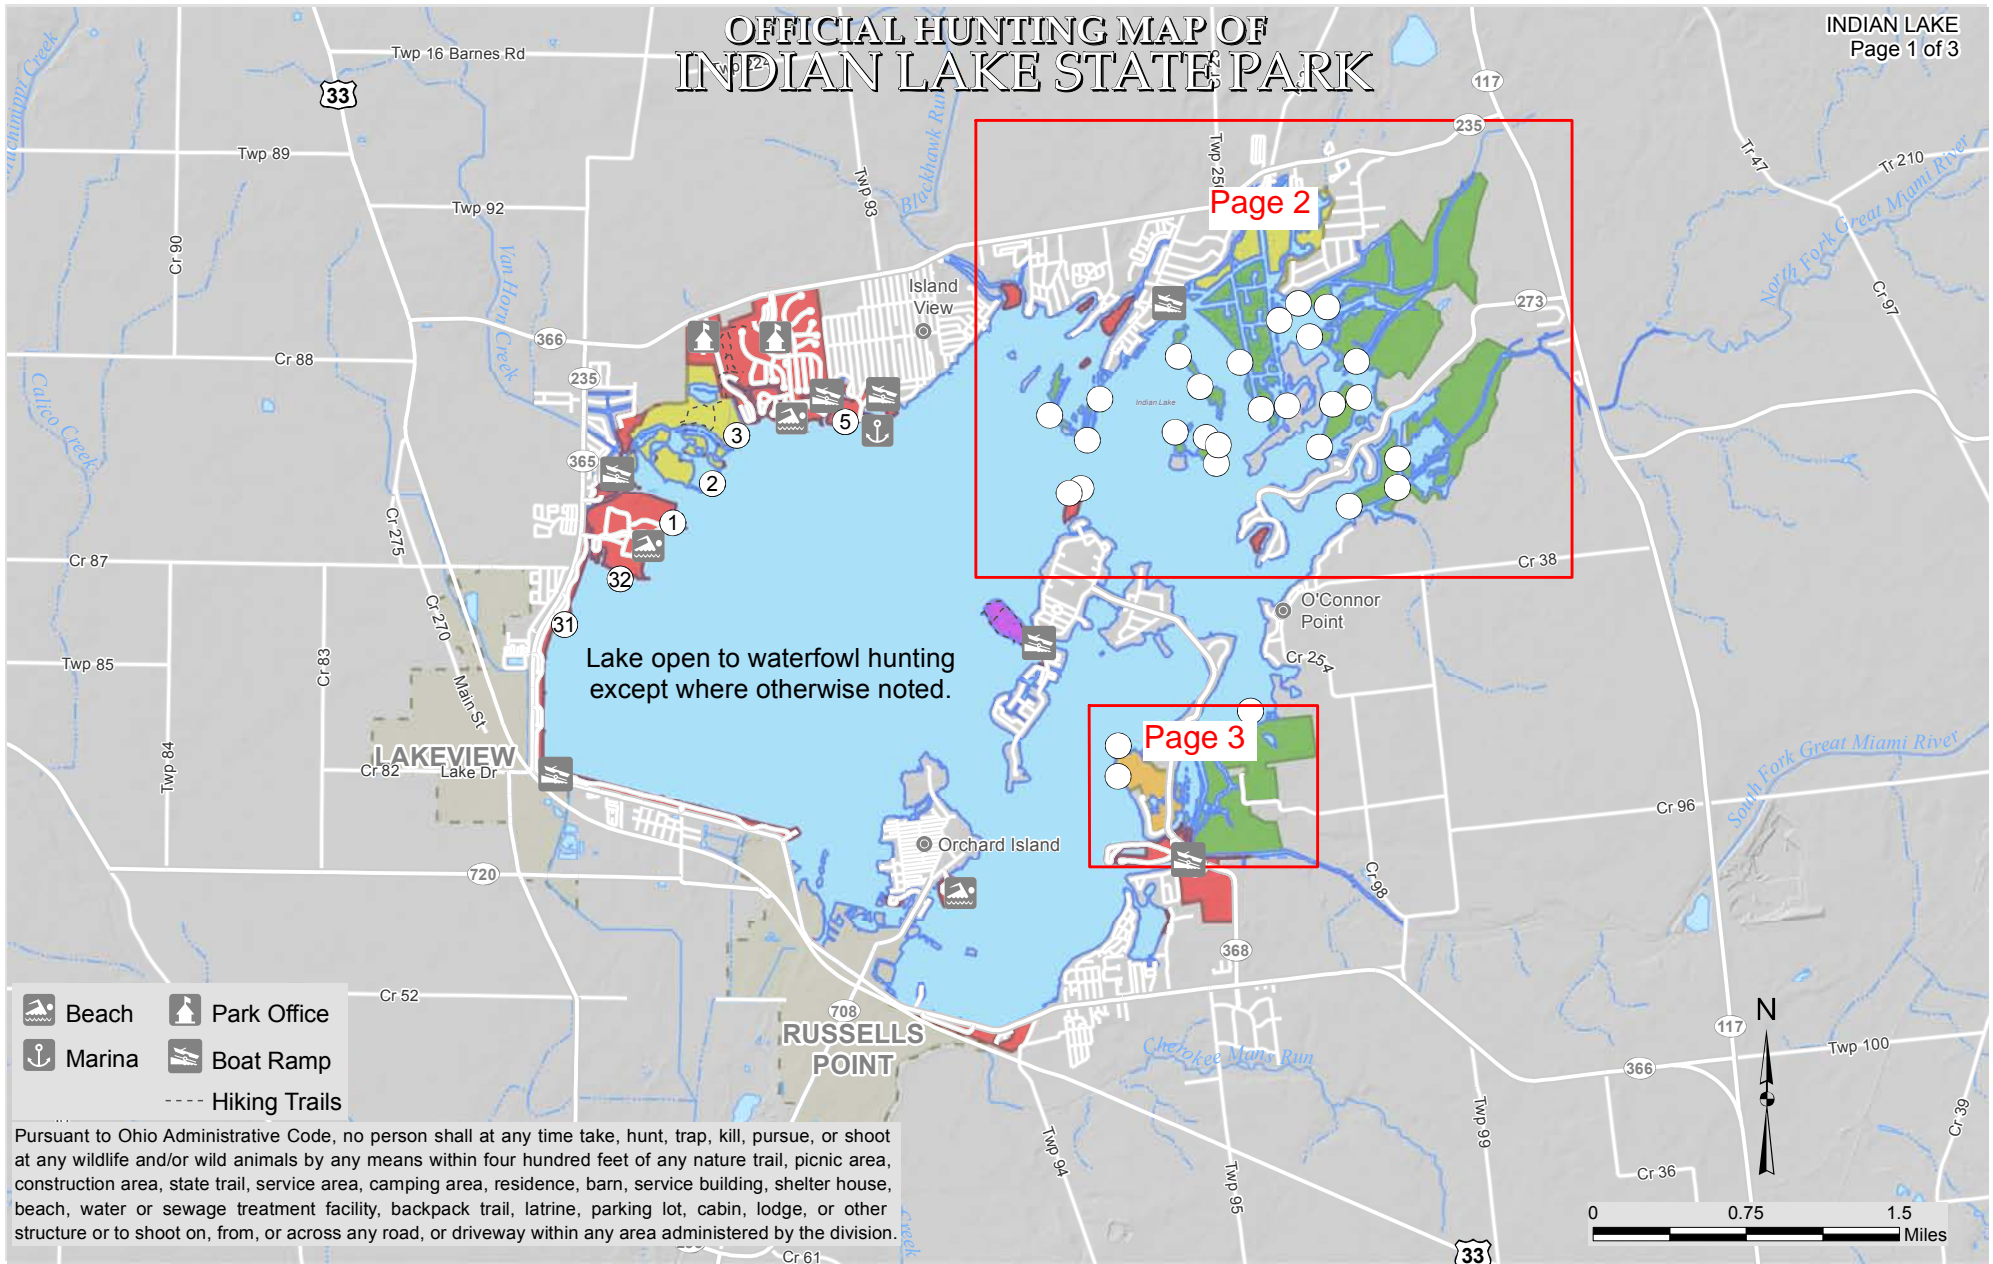 OFFICIAL HUNTING MAP OF
INDIAN LAKE STATE PARK
INDIAN LAKE
Page 1 of 3
Twp 16 Barnes Rd
33
117
235
Twp 89
Tr 47
Tr 210
Twp 93
Blackhawk Run
Page 2
Twp 92
North Fork Great Miami River
Cr 90
Van Horn Creek
Cr 97
273
Island
View
366
Cr 88
235
Calico Creek
Indian Lake
5
3
365
2
1
Cr 275
Cr 87
Cr 38
32
O'Connor
Point
Cr 270
31
Twp 85
Cr 83
Lake open to waterfowl hunting
except where otherwise noted.
Cr 254
Main St
Page 3
South Fork Great Miami River
LAKEVIEW
Twp 84
Cr 82
Lake Dr
Cr 96
Orchard Island
720
Cr 98
368
Cr 52
708
RUSSELLS
POINT
117
N
Cherokee Mans Run
Twp 100
366
Beach
Park Office
Marina
Boat Ramp
Hiking Trails
Twp 99
Cr 39
Twp 94
Twp 95
Cr 36
Pursuant to Ohio Administrative Code, no person shall at any time take, hunt, trap, kill, pursue, or shoot
at any wildlife and/or wild animals by any means within four hundred feet of any nature trail, picnic area,
construction area, state trail, service area, camping area, residence, barn, service building, shelter house,
beach, water or sewage treatment facility, backpack trail, latrine, parking lot, cabin, lodge, or other
structure or to shoot on, from, or across any road, or driveway within any area administered by the division.
Creek
Cr 61
33
0 0.75 1.5
Miles